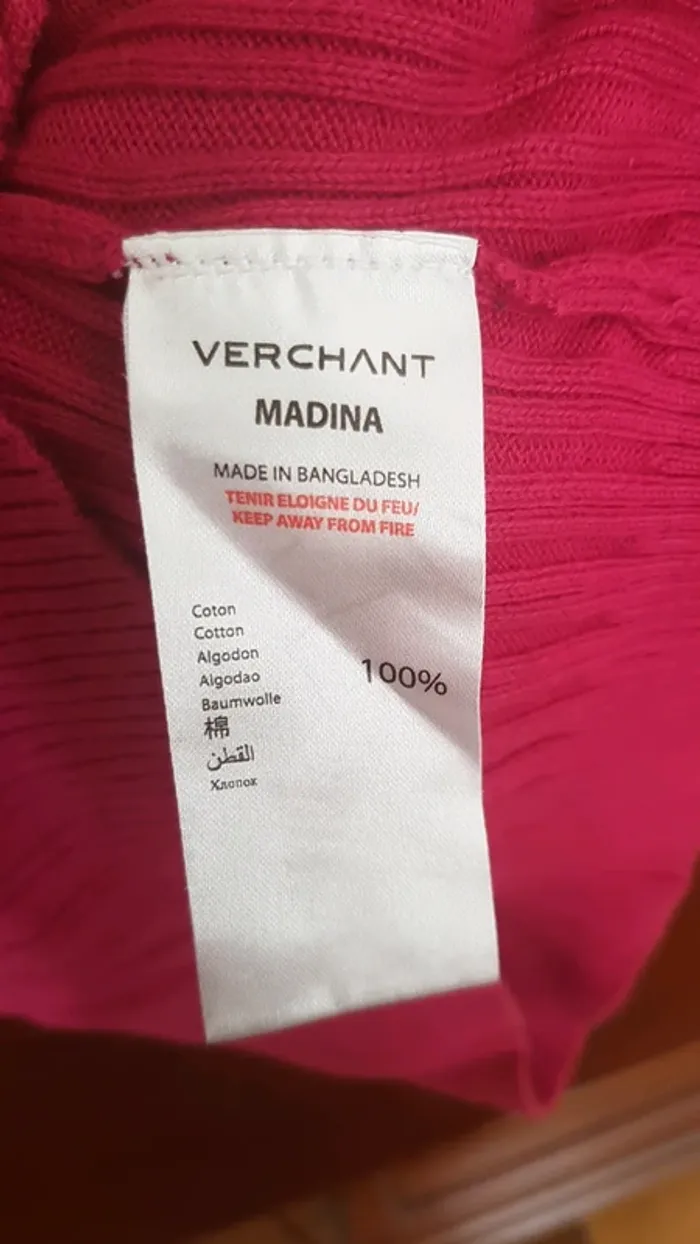 VERCHANT
MADINA
MADE IN BANGLADESH
TENIR ELOIGNE DU FEU/
KEEP AWAY FROM FIRE
Coton
Cotton
Algodon
Algodao
Baumwolle
100%
棉
القطن
Хлопок